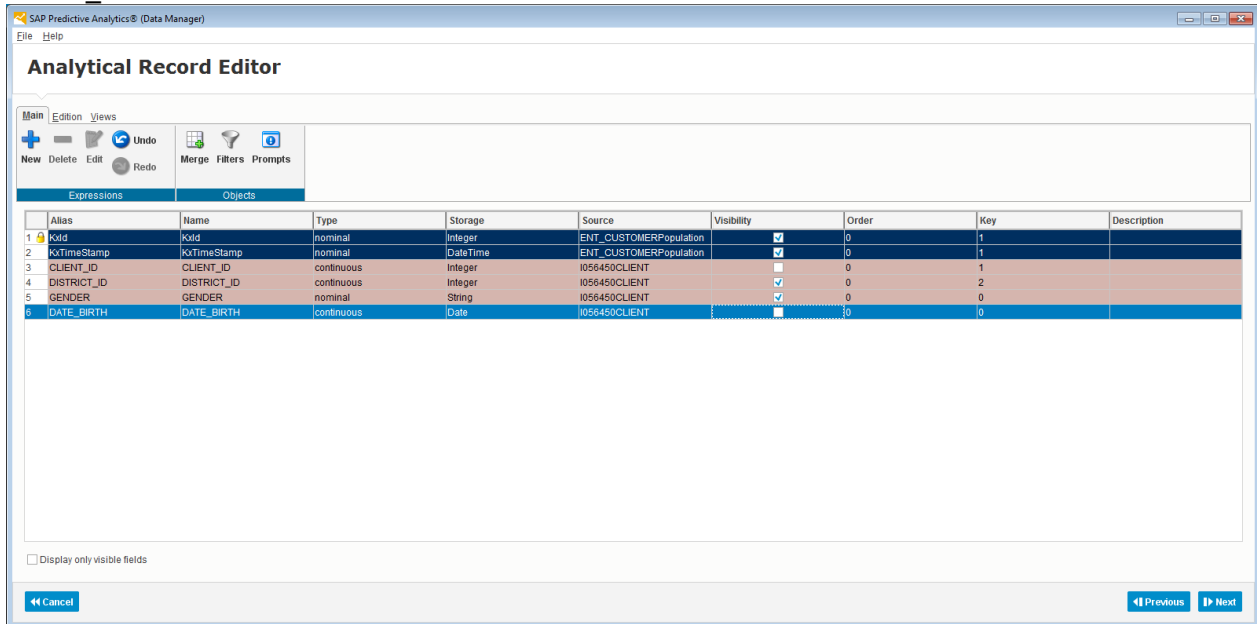 SAP Predictive Analytics® (Data Manager)
File Help
Analytical Record Editor
Main Edition Views
New Delete Edit Undo Redo Merge Filters Prompts
Expressions Objects
Alias Name Type Storage Source Visibility Order Key Description
1 KxId KxId nominal Integer ENT_CUSTOMERPopulation 0 1
2 KxTimeStamp KxTimeStamp nominal DateTime ENT_CUSTOMERPopulation 0 1
3 CLIENT_ID CLIENT_ID continuous Integer I056450CLIENT 0 1
4 DISTRICT_ID DISTRICT_ID continuous Integer I056450CLIENT 0 2
5 GENDER GENDER nominal String I056450CLIENT 0 0
6 DATE_BIRTH DATE_BIRTH continuous Date I056450CLIENT 0 0
Display only visible fields
Cancel Previous Next